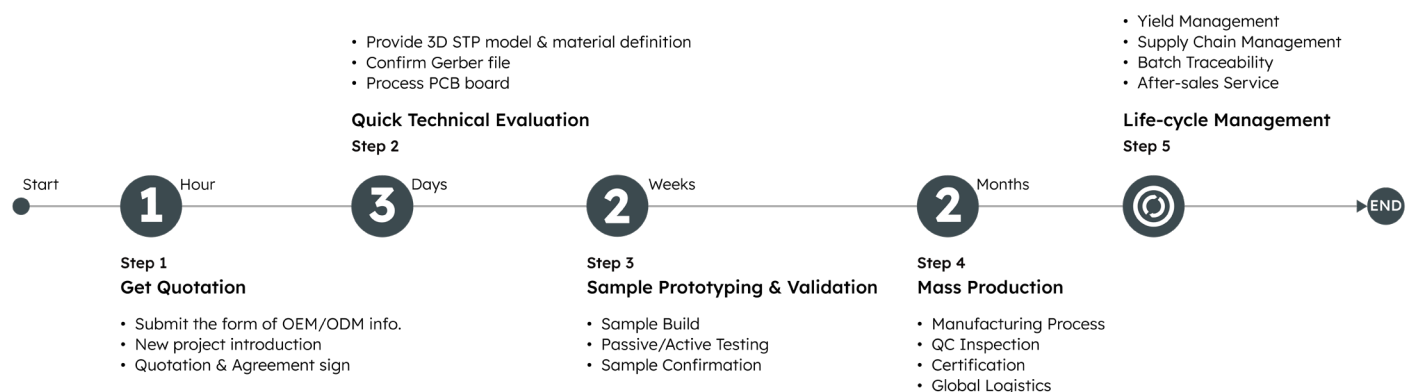 Start
1 Hour
Step 1
Get Quotation
• Submit the form of OEM/ODM info.
• New project introduction
• Quotation & Agreement sign
• Provide 3D STP model & material definition
• Confirm Gerber file
• Process PCB board
Quick Technical Evaluation
Step 2
3 Days
2 Weeks
Step 3
Sample Prototyping & Validation
• Sample Build
• Passive/Active Testing
• Sample Confirmation
2 Months
Step 4
Mass Production
• Manufacturing Process
• QC Inspection
• Certification
• Global Logistics
• Yield Management
• Supply Chain Management
• Batch Traceability
• After-sales Service
Life-cycle Management
Step 5
END